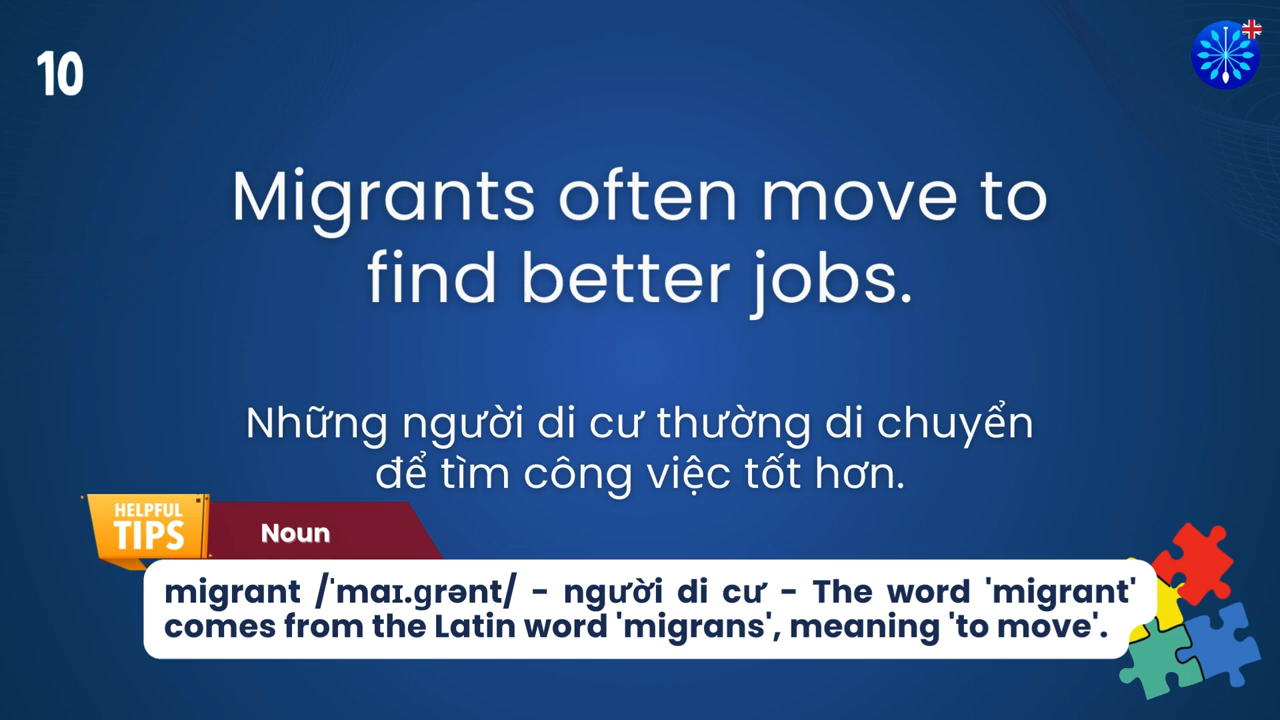 10
Migrants often move to
find better jobs.
Những người di cư thường di chuyển
để tìm công việc tốt hơn.
HELPFUL
TIPS
Noun
migrant /ˈmaɪ.ɡrənt/ - người di cư - The word 'migrant'
comes from the Latin word 'migrans', meaning 'to move'.